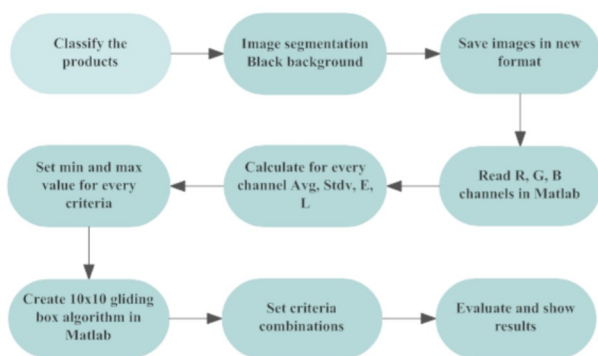 Classify the
products
Image segmentation
Black background
Save images in new
format
Read R, G, B
channels in Matlab
Calculate for every
channel Avg, Stdv, E,
L
Set min and max
value for every
criteria
Create 10x10 gliding
box algorithm in
Matlab
Set criteria
combinations
Evaluate and show
results